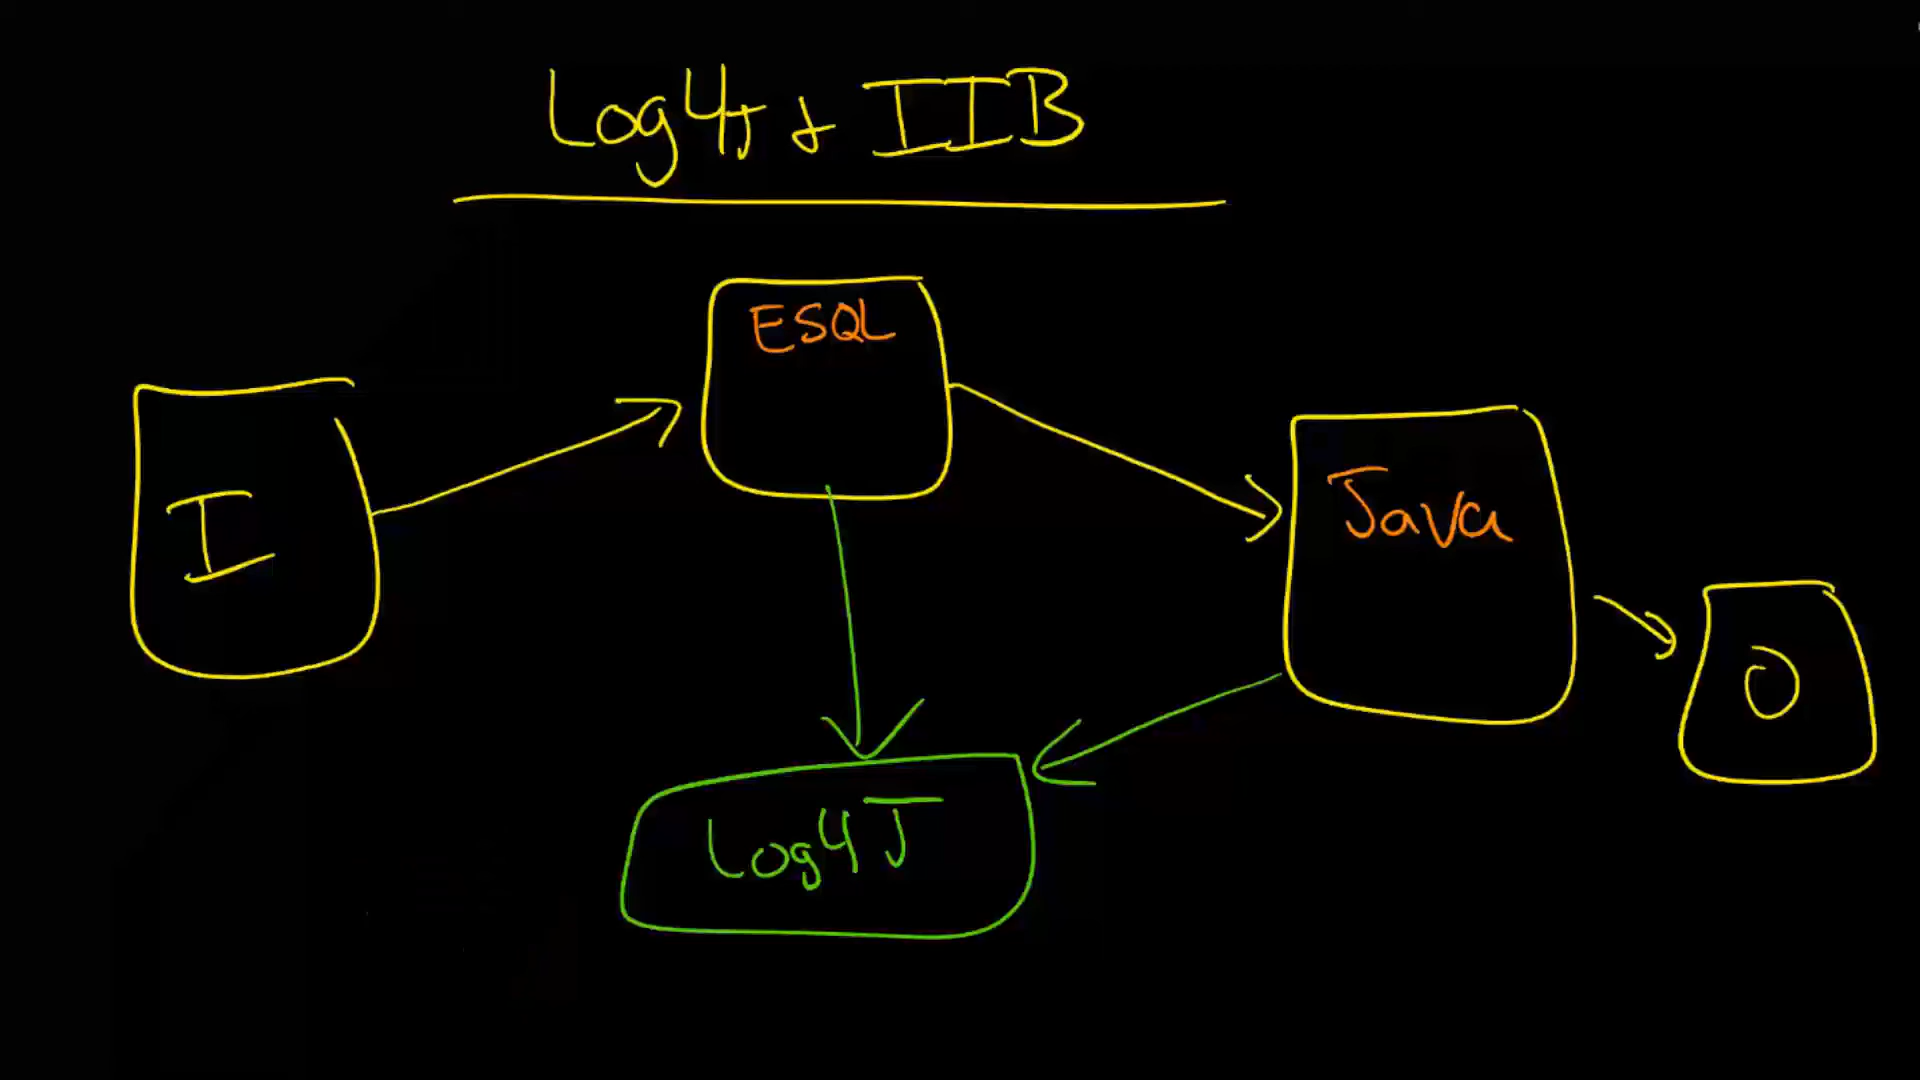 Log4J + IIB
ESQL
I
Java
O
Log4J